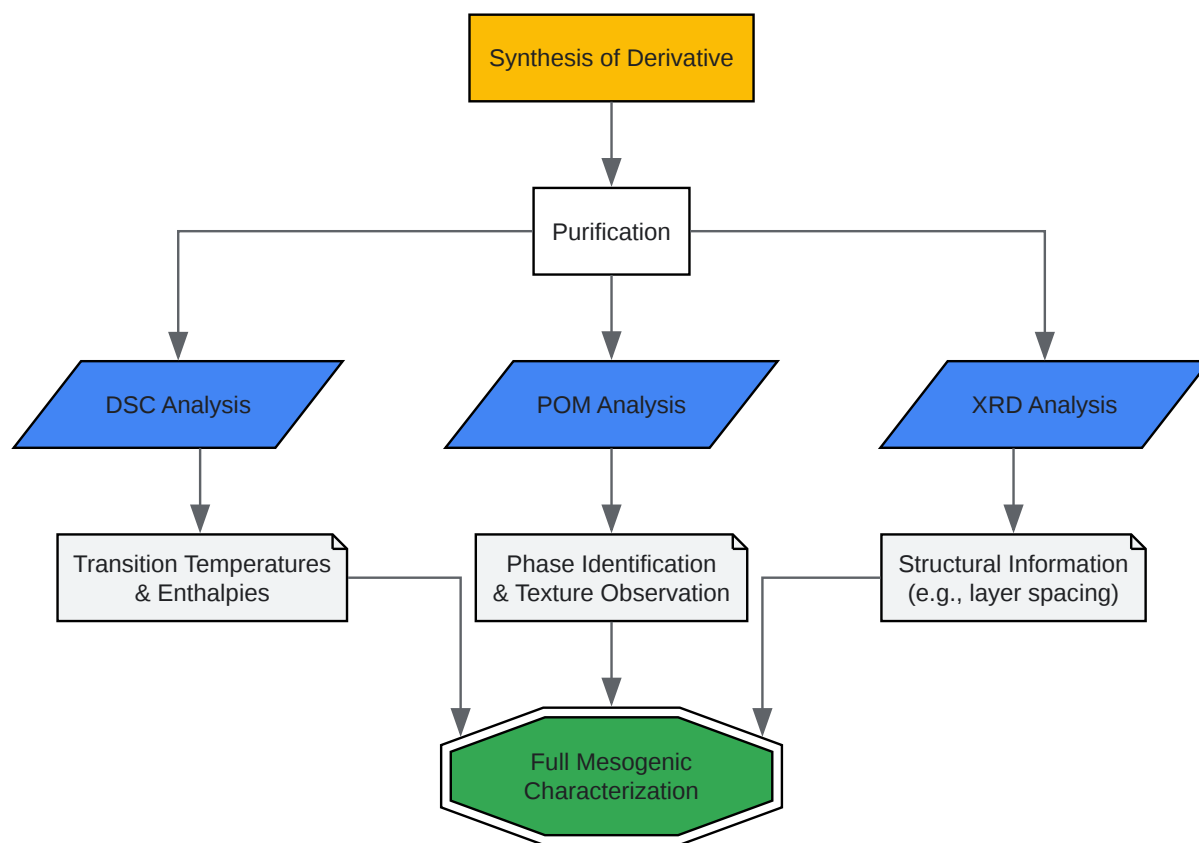 Synthesis of Derivative
Purification
DSC Analysis
POM Analysis
XRD Analysis
Transition Temperatures
& Enthalpies
Phase Identification
& Texture Observation
Structural Information
(e.g., layer spacing)
Full Mesogenic
Characterization